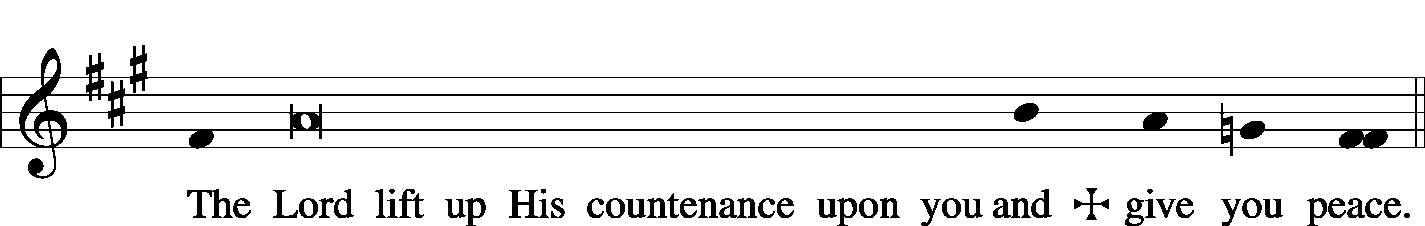 The Lord lift up His countenance upon you and ☩ give you peace.